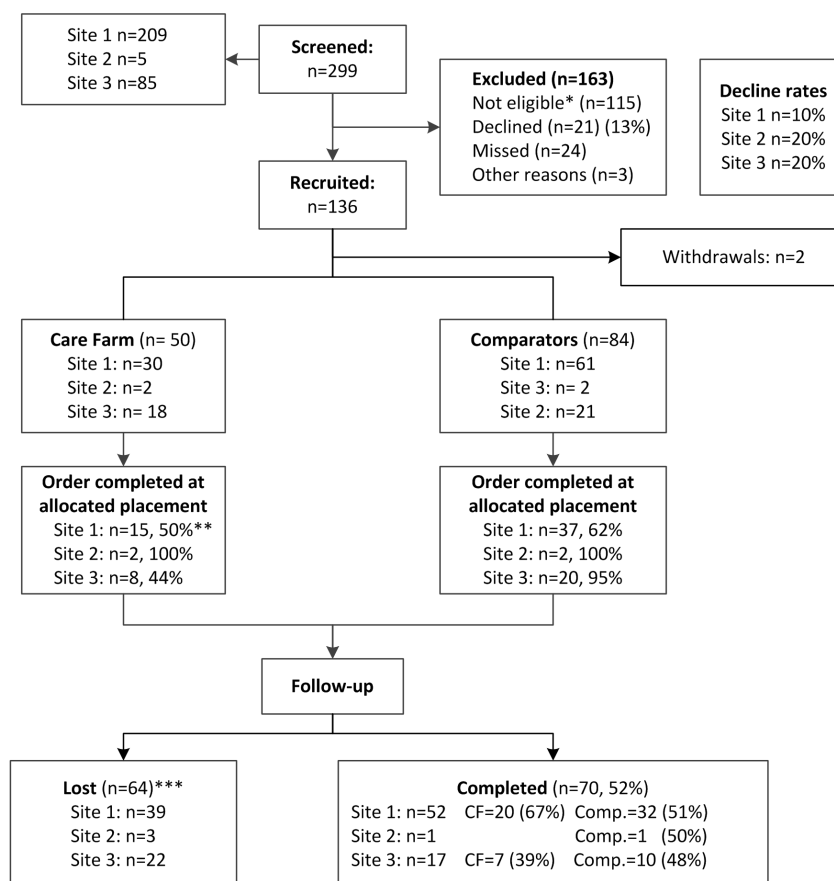 Site 1 n=209
Site 2 n=5
Site 3 n=85
Screened:
n=299
Excluded (n=163)
Not eligible* (n=115)
Declined (n=21) (13%)
Missed (n=24)
Other reasons (n=3)
Decline rates
Site 1 n=10%
Site 2 n=20%
Site 3 n=20%
Recruited:
n=136
Withdrawals: n=2
Care Farm (n= 50)
Site 1: n=30
Site 2: n=2
Site 3: n= 18
Comparators (n=84)
Site 1: n=61
Site 3: n= 2
Site 2: n=21
Order completed at
allocated placement
Site 1: n=15, 50%**
Site 2: n=2, 100%
Site 3: n=8, 44%
Order completed at
allocated placement
Site 1: n=37, 62%
Site 2: n=2, 100%
Site 3: n=20, 95%
Follow-up
Lost (n=64)***
Site 1: n=39
Site 2: n=3
Site 3: n=22
Completed (n=70, 52%)
Site 1: n=52 CF=20 (67%) Comp.=32 (51%)
Site 2: n=1 Comp.=1 (50%)
Site 3: n=17 CF=7 (39%) Comp.=10 (48%)